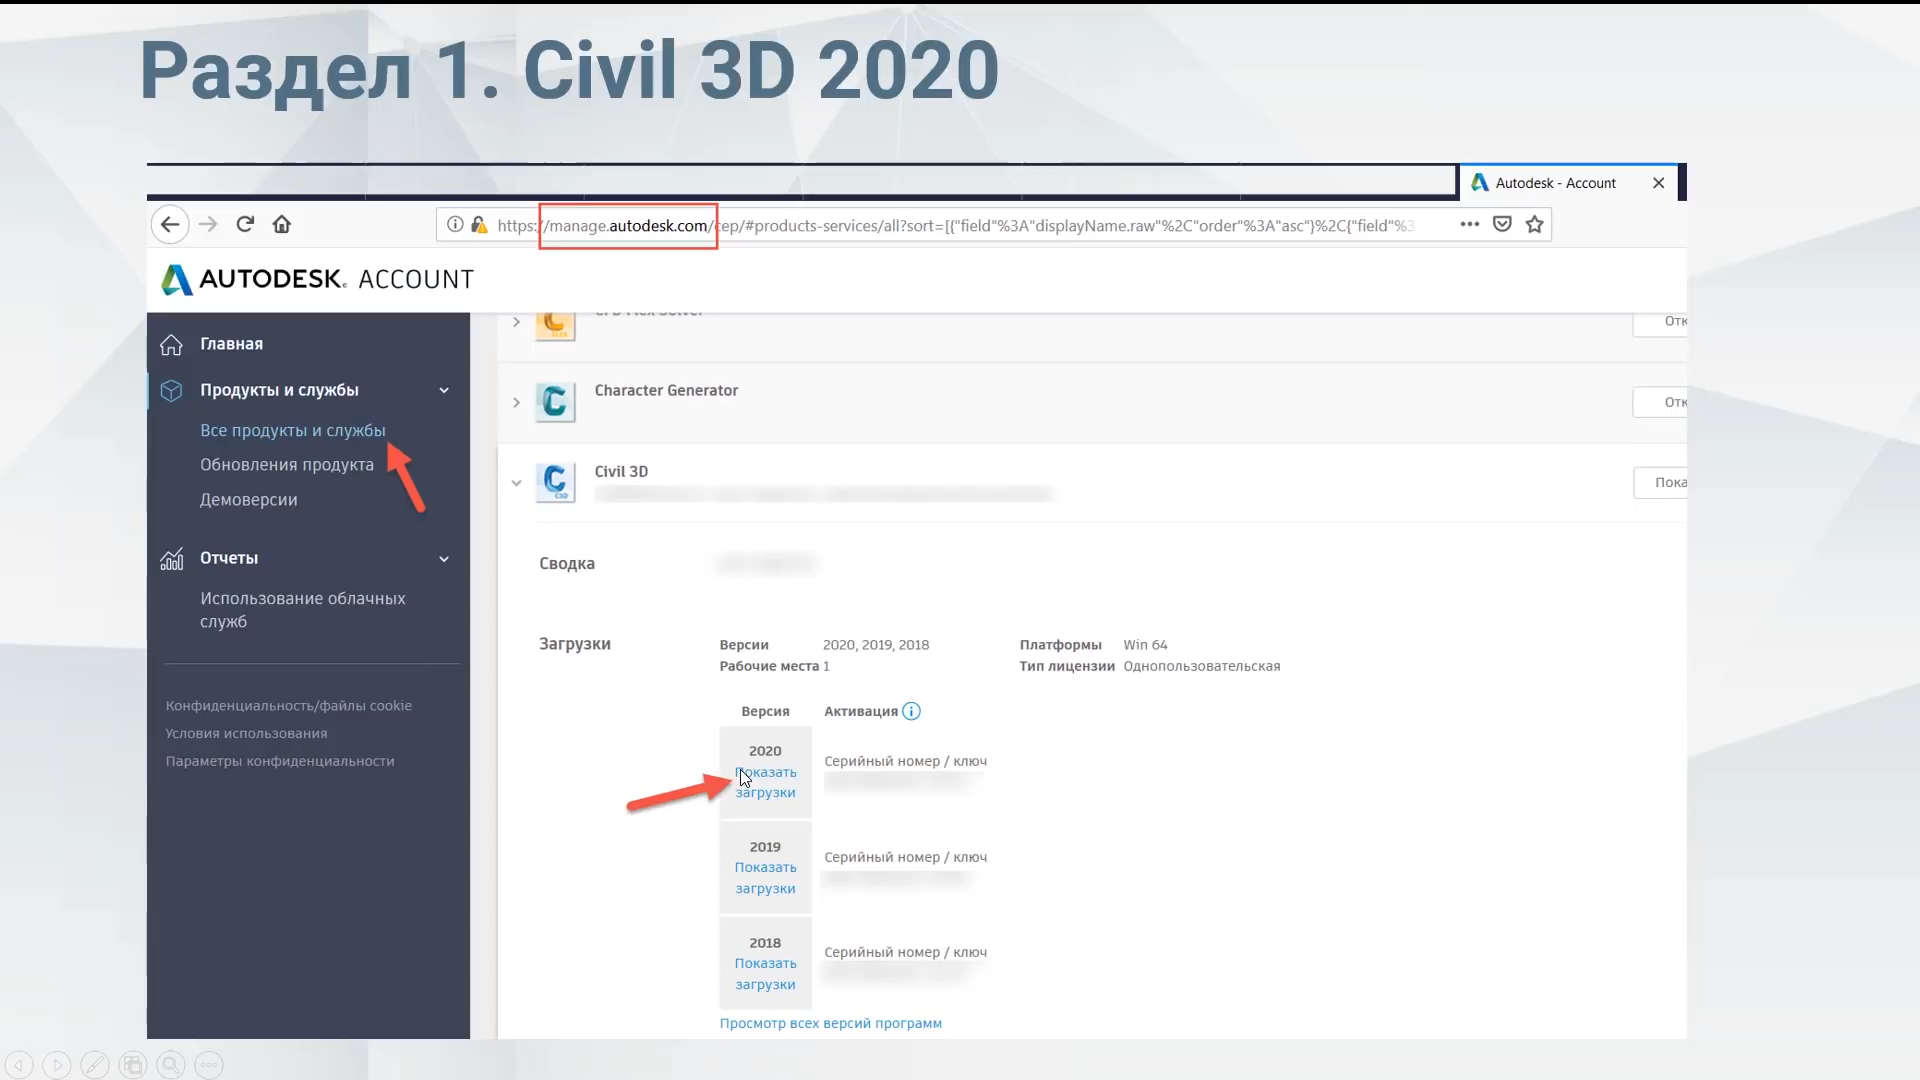 Раздел 1. Civil 3D 2020
Autodesk - Account
https://manage.autodesk.com/cep/#products-services/all?sort=[{"field"%3A"displayName.raw"%2C"order"%3A"asc"}%2C{"field"%3
AUTODESK. ACCOUNT
Главная
Продукты и службы
Все продукты и службы
Обновления продукта
Демоверсии
Отчеты
Использование облачных
служб
Конфиденциальность/файлы cookie
Условия использования
Параметры конфиденциальности
Отк
Character Generator
Отк
Civil 3D
Пока
Сводка
Загрузки
Версии 2020, 2019, 2018 Платформы Win 64
Рабочие места 1 Тип лицензии Однопользовательская
Версия Активация
2020
Показать
загрузки
Серийный номер / ключ
2019
Показать
загрузки
Серийный номер / ключ
2018
Показать
загрузки
Серийный номер / ключ
Просмотр всех версий программ